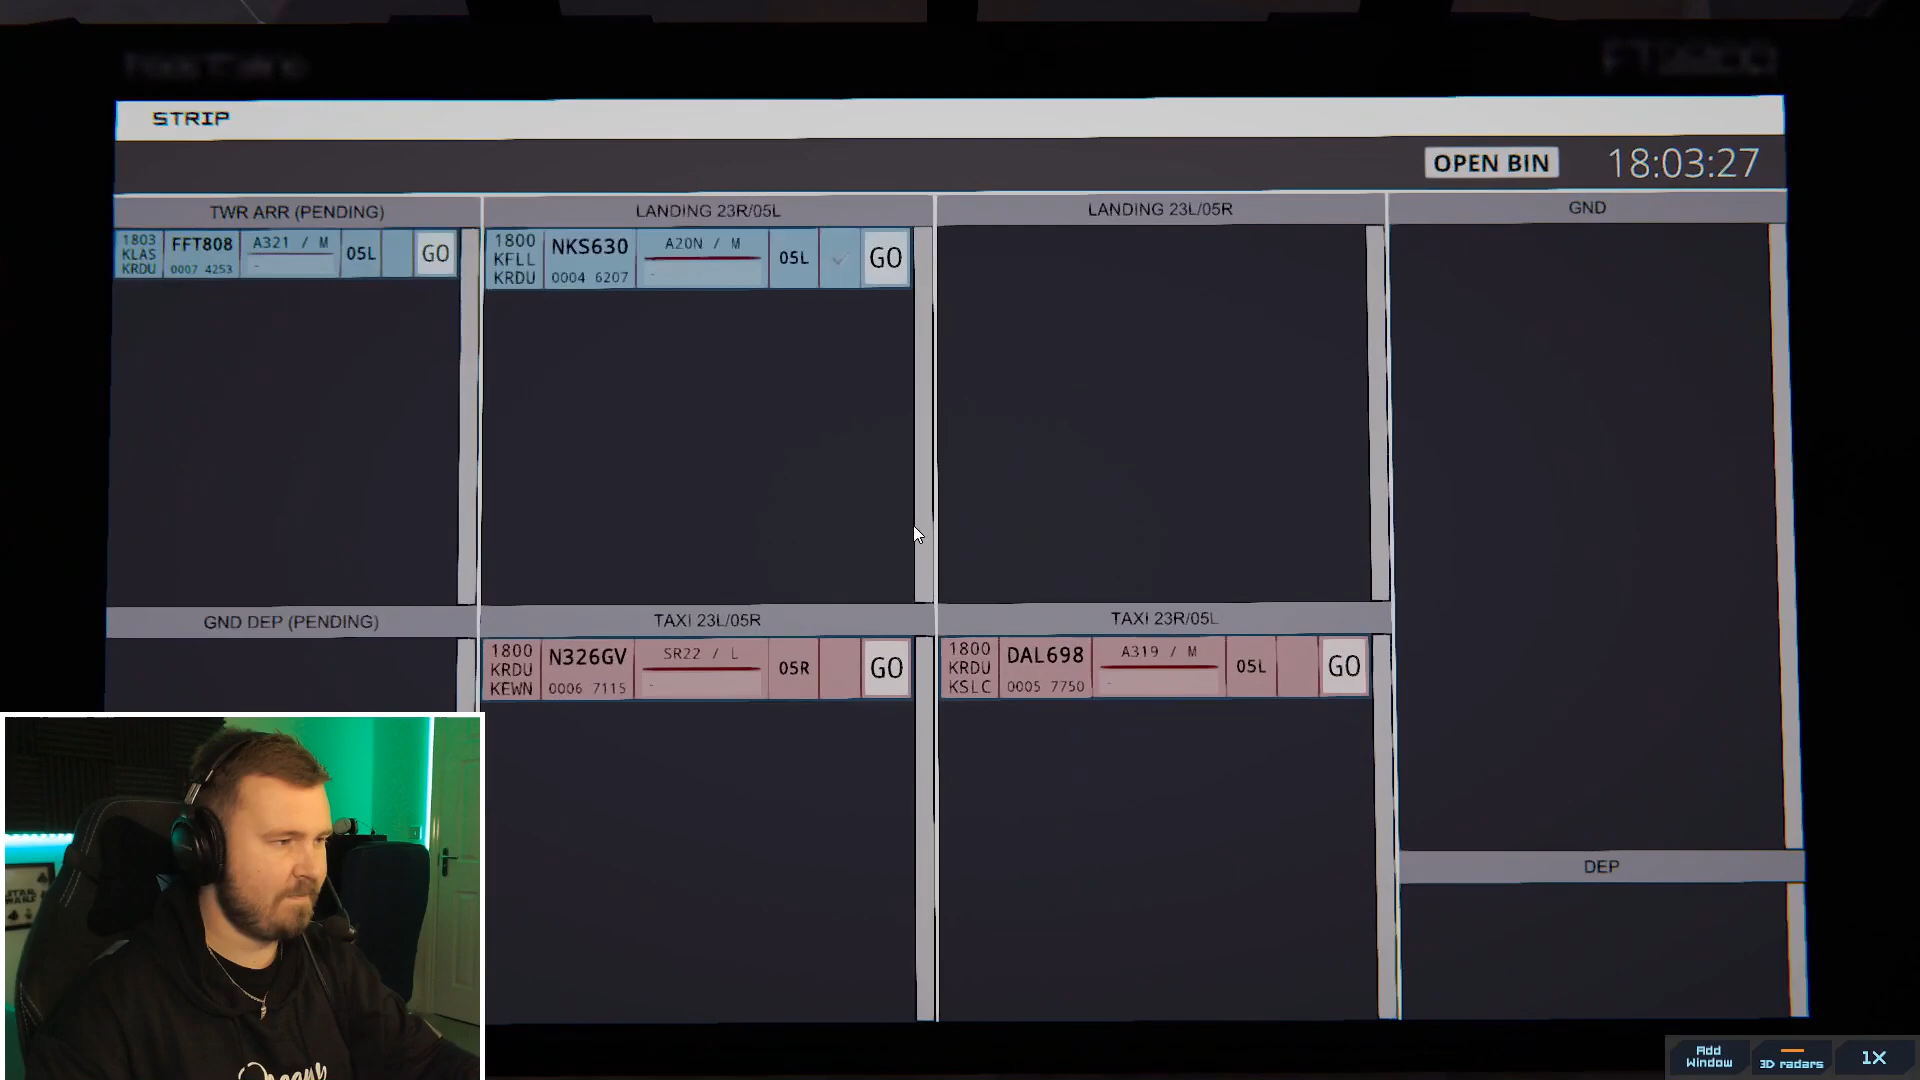 STRIP
OPEN BIN 18:03:27
TWR ARR (PENDING)
1803 KLAS KRDU FFT808 0007 4253 A321 / M - 05L GO
LANDING 23R/05L
1800 KFLL KRDU NKS630 0004 6207 A20N / M - 05L GO
LANDING 23L/05R
GND
GND DEP (PENDING)
TAXI 23L/05R
1800 KRDU KEWN N326GV 0006 7115 SR22 / L - 05R GO
TAXI 23R/05L
1800 KRDU KSLC DAL698 0005 7750 A319 / M - 05L GO
DEP
STAR
WARS
Add
Window
3D radars
1X